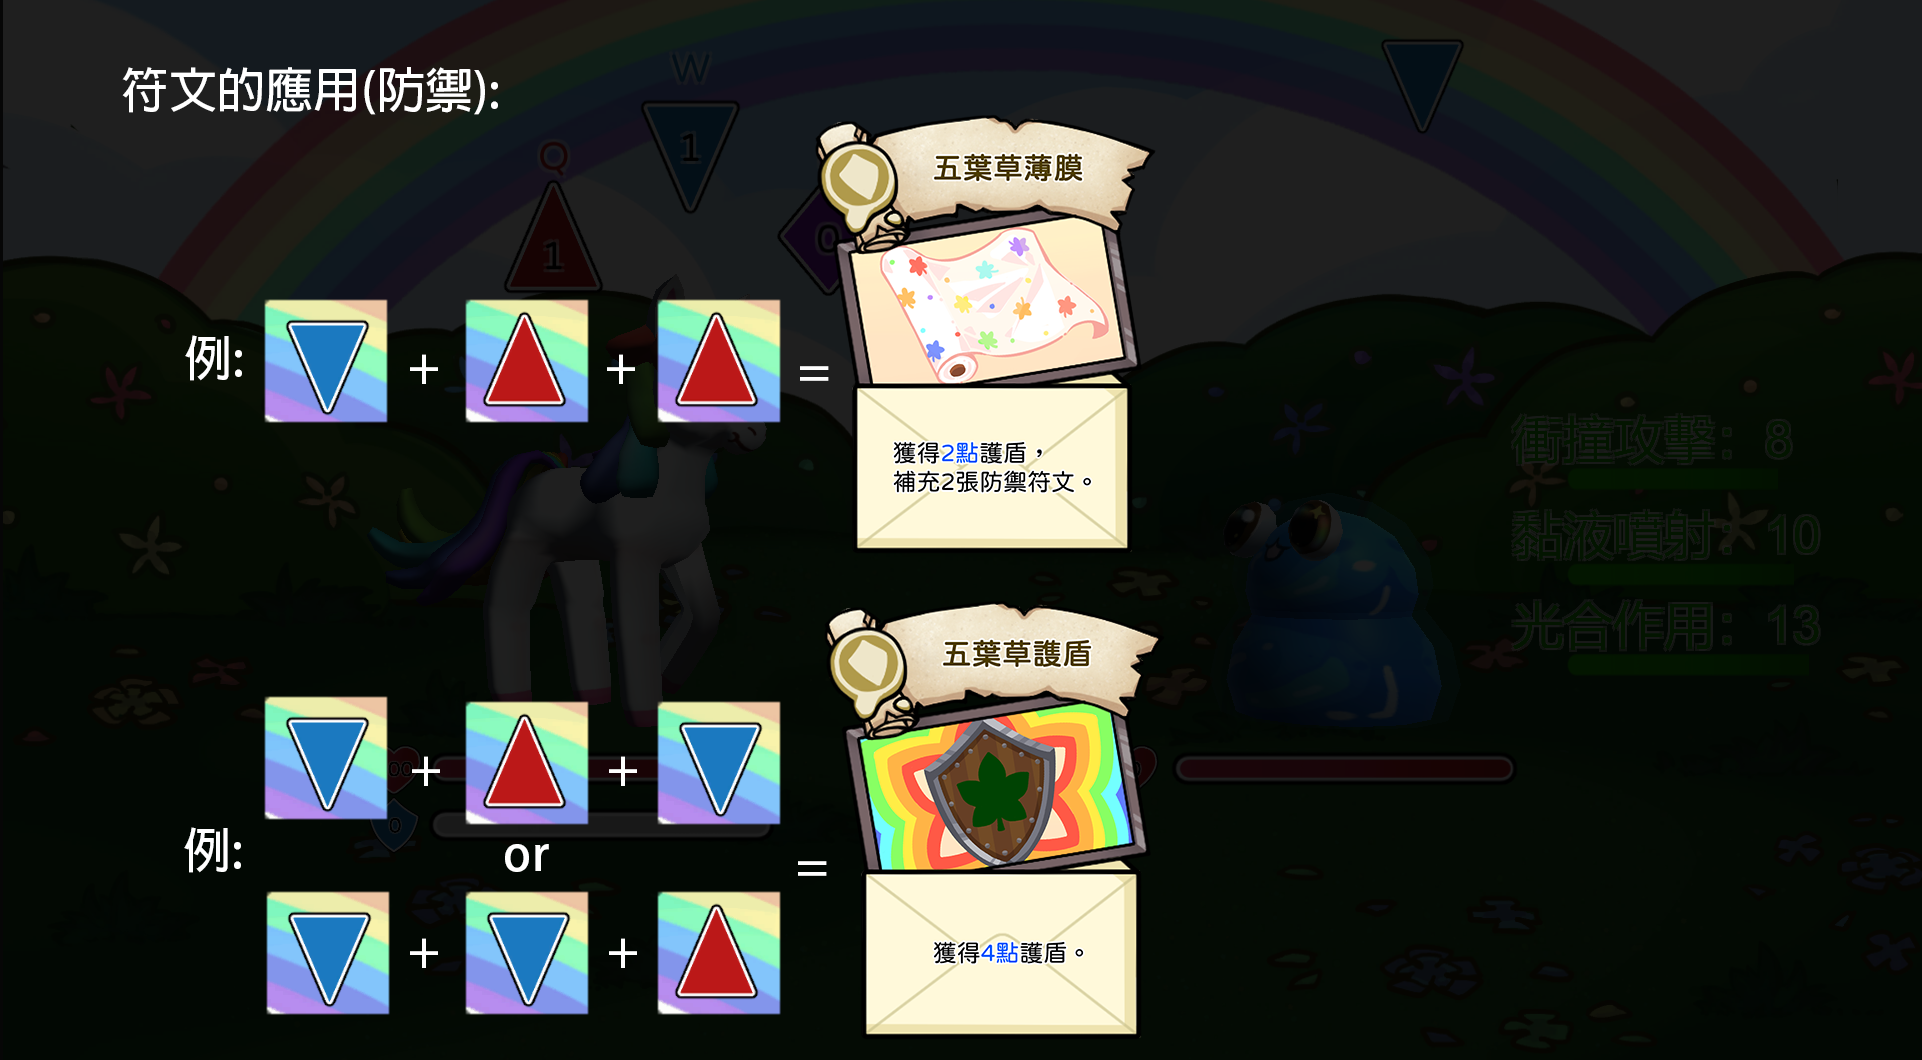 符文的應用(防禦):
W
1
Q
1
0
五葉草薄膜
例:
+
+
=
獲得2點護盾，
補充2張防禦符文。
衝撞攻擊：8
黏液噴射：10
光合作用：13
五葉草護盾
+
+
0
例:
or
=
+
+
獲得4點護盾。